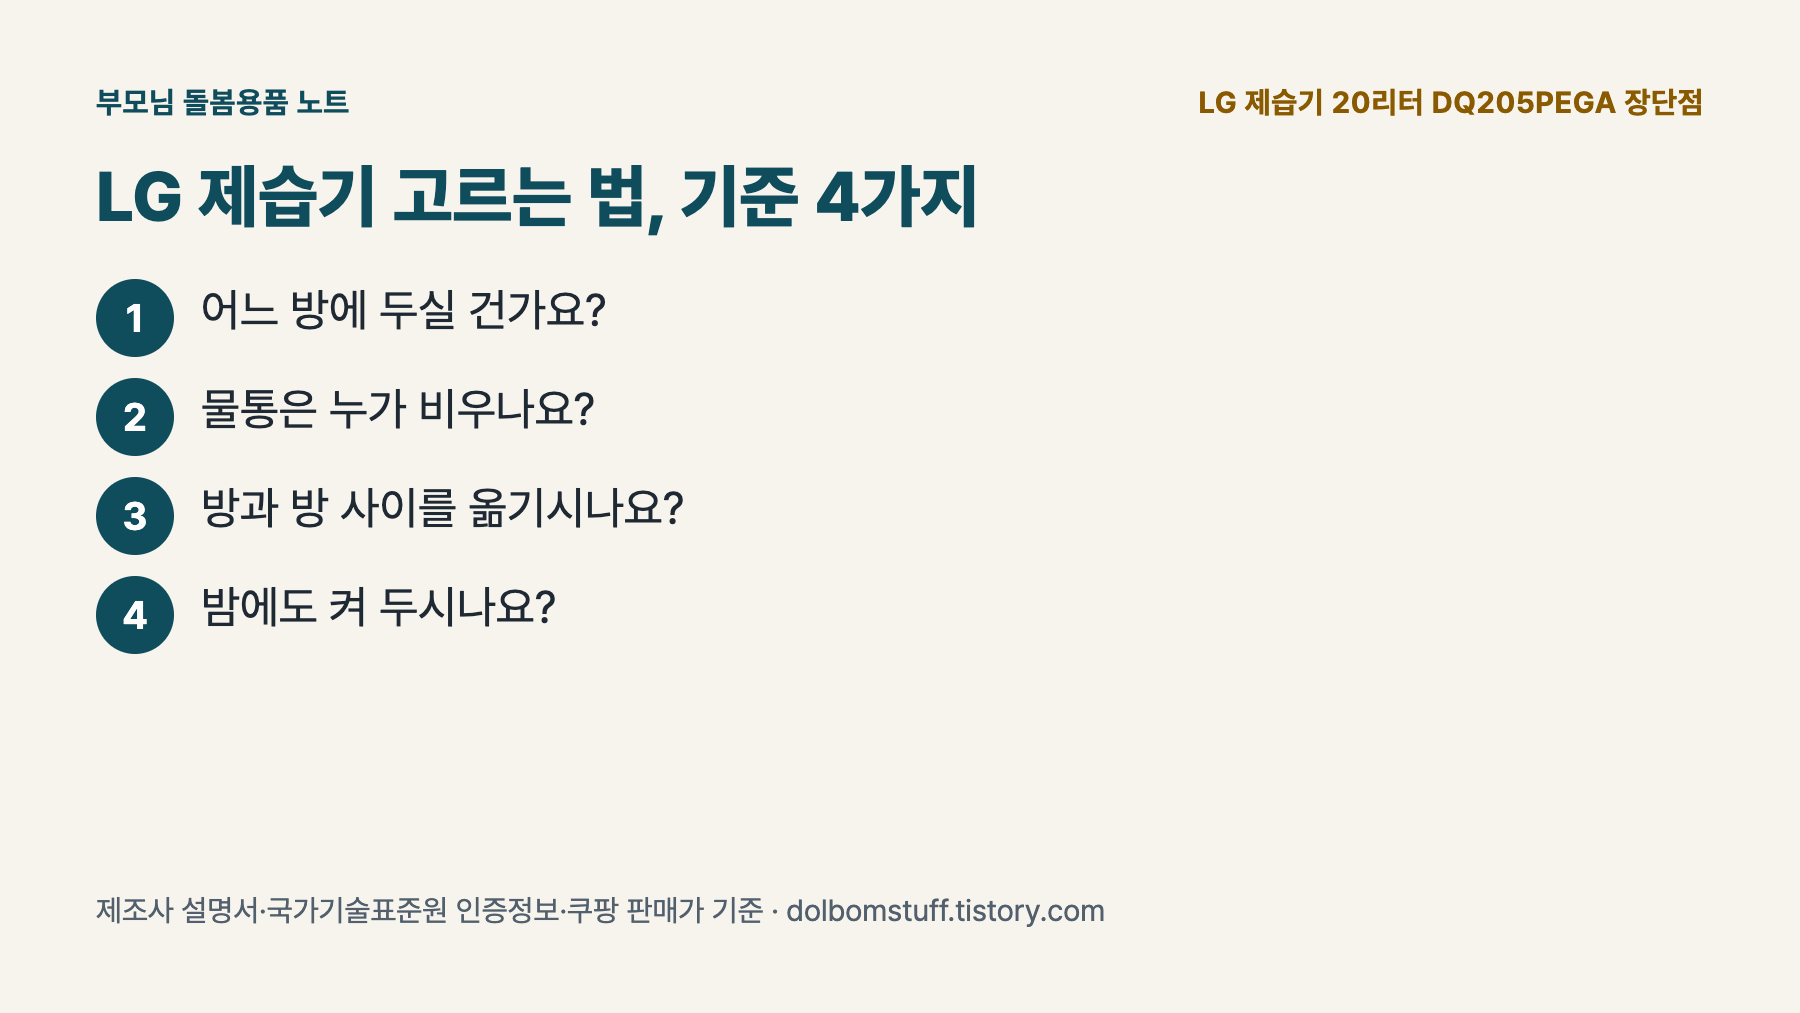 부모님 돌봄용품 노트
LG 제습기 20리터 DQ205PEGA 장단점
LG 제습기 고르는 법, 기준 4가지
1 어느 방에 두실 건가요?
2 물통은 누가 비우나요?
3 방과 방 사이를 옮기시나요?
4 밤에도 켜 두시나요?
제조사 설명서·국가기술표준원 인증정보·쿠팡 판매가 기준 · dolbomstuff.tistory.com